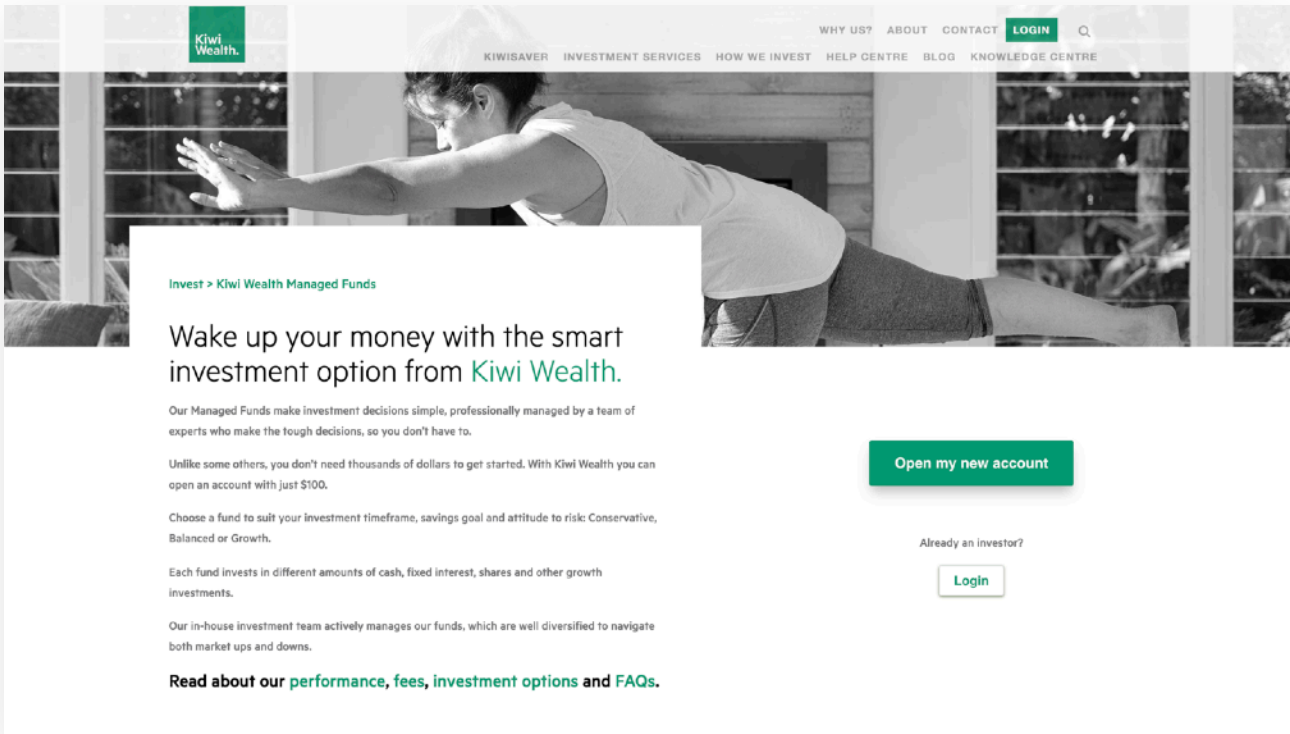 Kiwi
Wealth.
WHY US? ABOUT CONTACT LOGIN
KIWISAVER INVESTMENT SERVICES HOW WE INVEST HELP CENTRE BLOG KNOWLEDGE CENTRE
Invest > Kiwi Wealth Managed Funds
Wake up your money with the smart
investment option from Kiwi Wealth.
Our Managed Funds make investment decisions simple, professionally managed by a team of
experts who make the tough decisions, so you don't have to.
Unlike some others, you don't need thousands of dollars to get started. With Kiwi Wealth you can
open an account with just $100.
Choose a fund to suit your investment timeframe, savings goal and attitude to risk: Conservative,
Balanced or Growth.
Each fund invests in different amounts of cash, fixed interest, shares and other growth
investments.
Our in-house investment team actively manages our funds, which are well diversified to navigate
both market ups and downs.
Read about our performance, fees, investment options and FAQs.
Open my new account
Already an investor?
Login